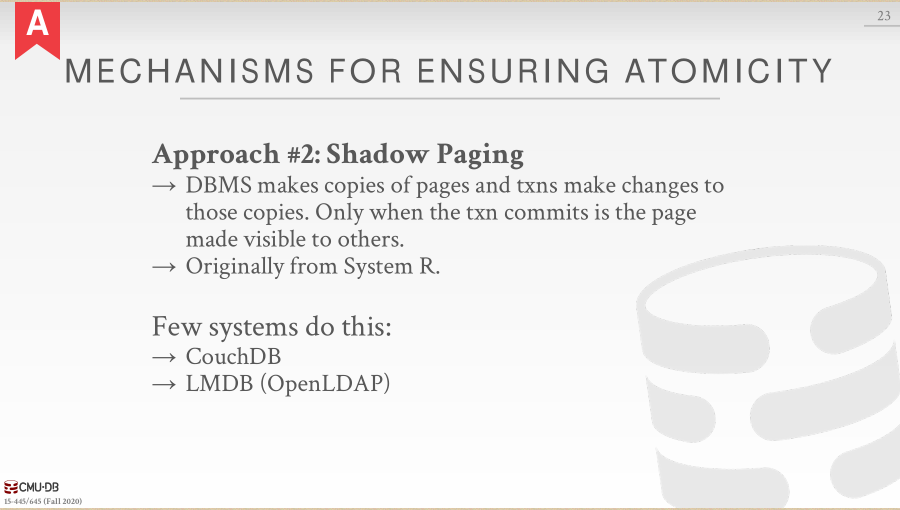 A
23
MECHANISMS FOR ENSURING ATOMICITY
Approach #2: Shadow Paging
→ DBMS makes copies of pages and txns make changes to
those copies. Only when the txn commits is the page
made visible to others.
→ Originally from System R.
Few systems do this:
→ CouchDB
→ LMDB (OpenLDAP)
CMU·DB
15-445/645 (Fall 2020)